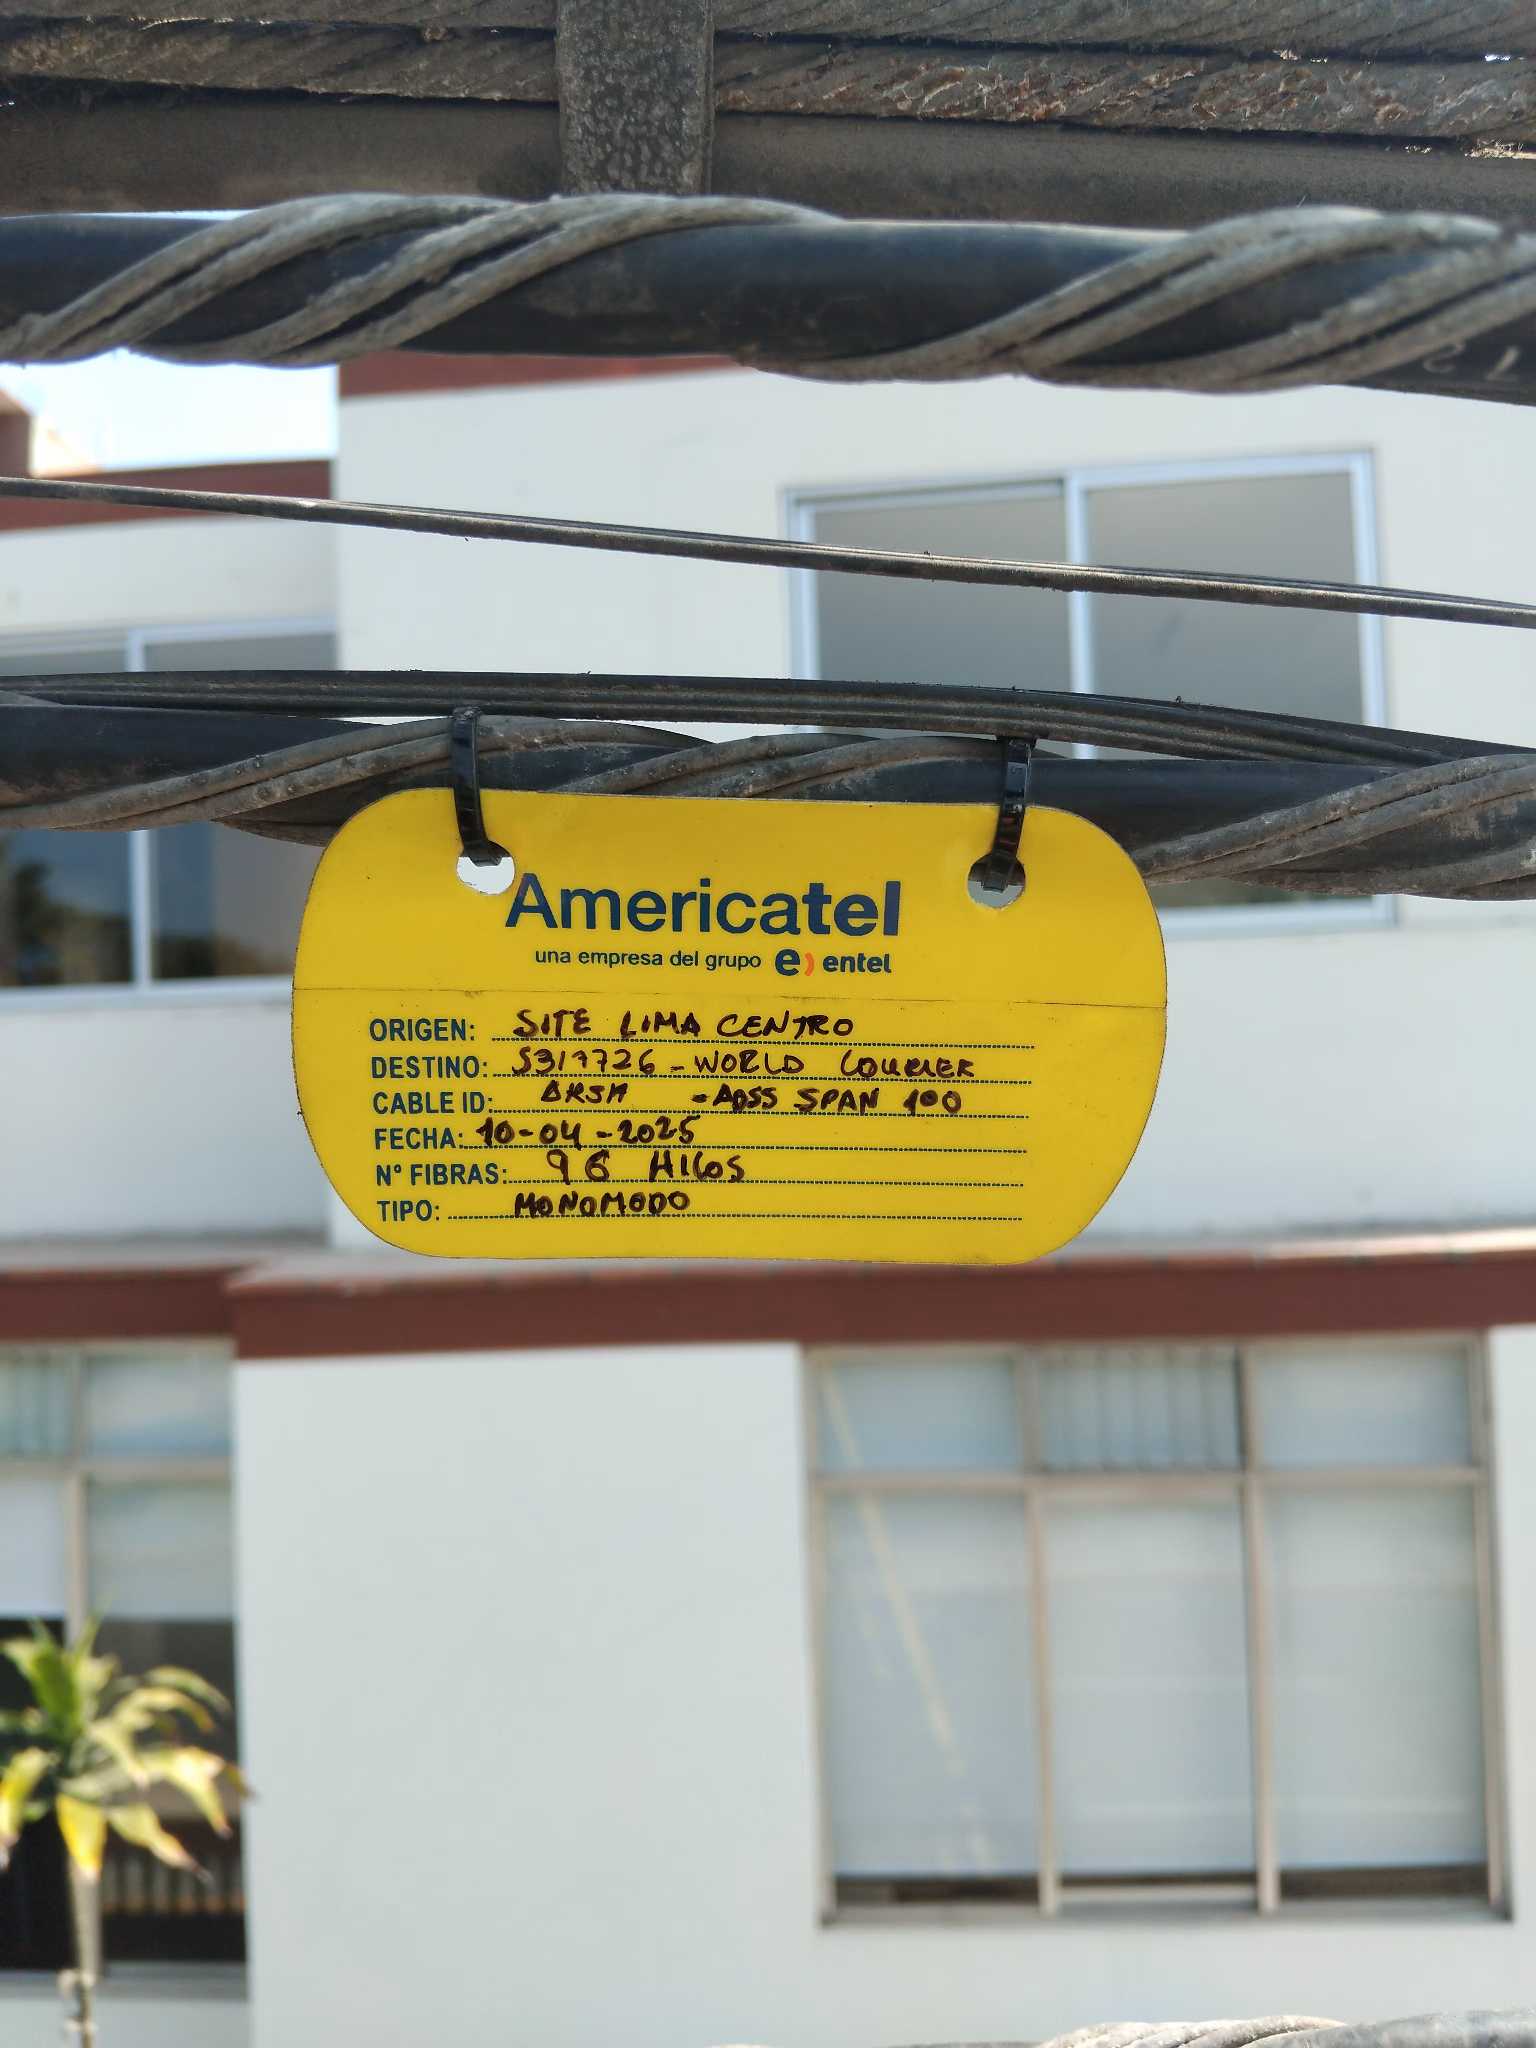 Americatel
una empresa del grupo e) entel
ORIGEN: SITE LIMA CENTRO
DESTINO: S317726 - WORLD COURIER
CABLE ID: - ADSS SPAN 100
FECHA: 10-04-2025
N° FIBRAS: 96 HILOS
TIPO: MONOMODO